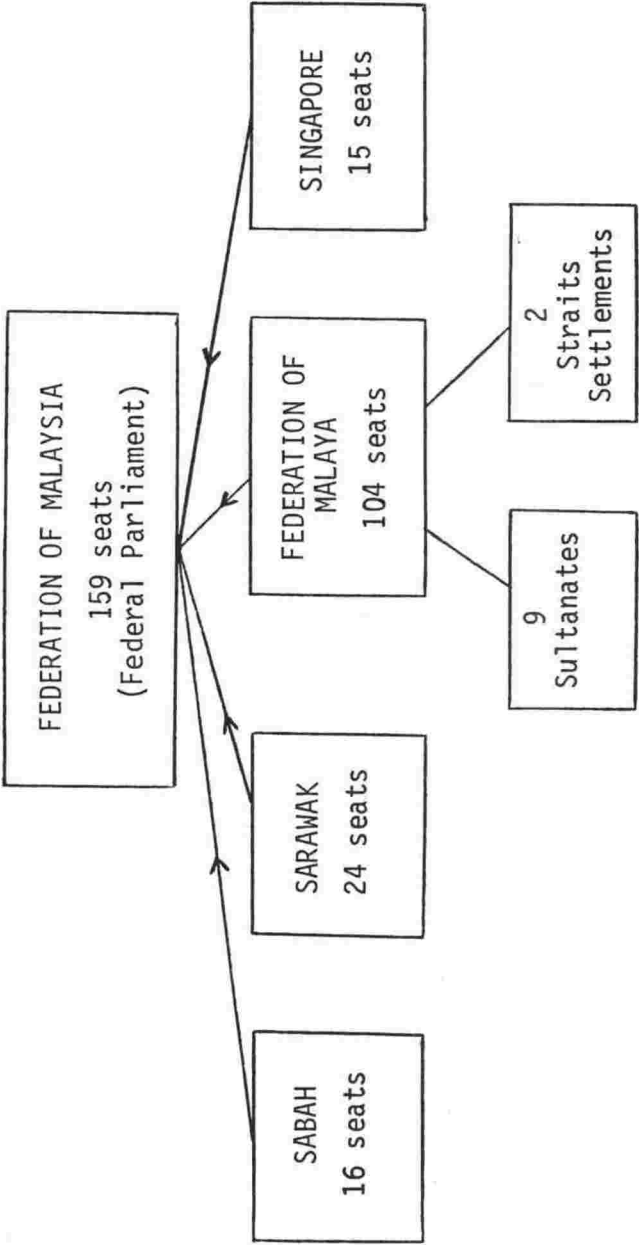 FEDERATION OF MALAYSIA
159 seats
(Federal Parliament)
SABAH
16 seats
SARAWAK
24 seats
FEDERATION OF
MALAYA
104 seats
SINGAPORE
15 seats
9
Sultanates
2
Straits
Settlements